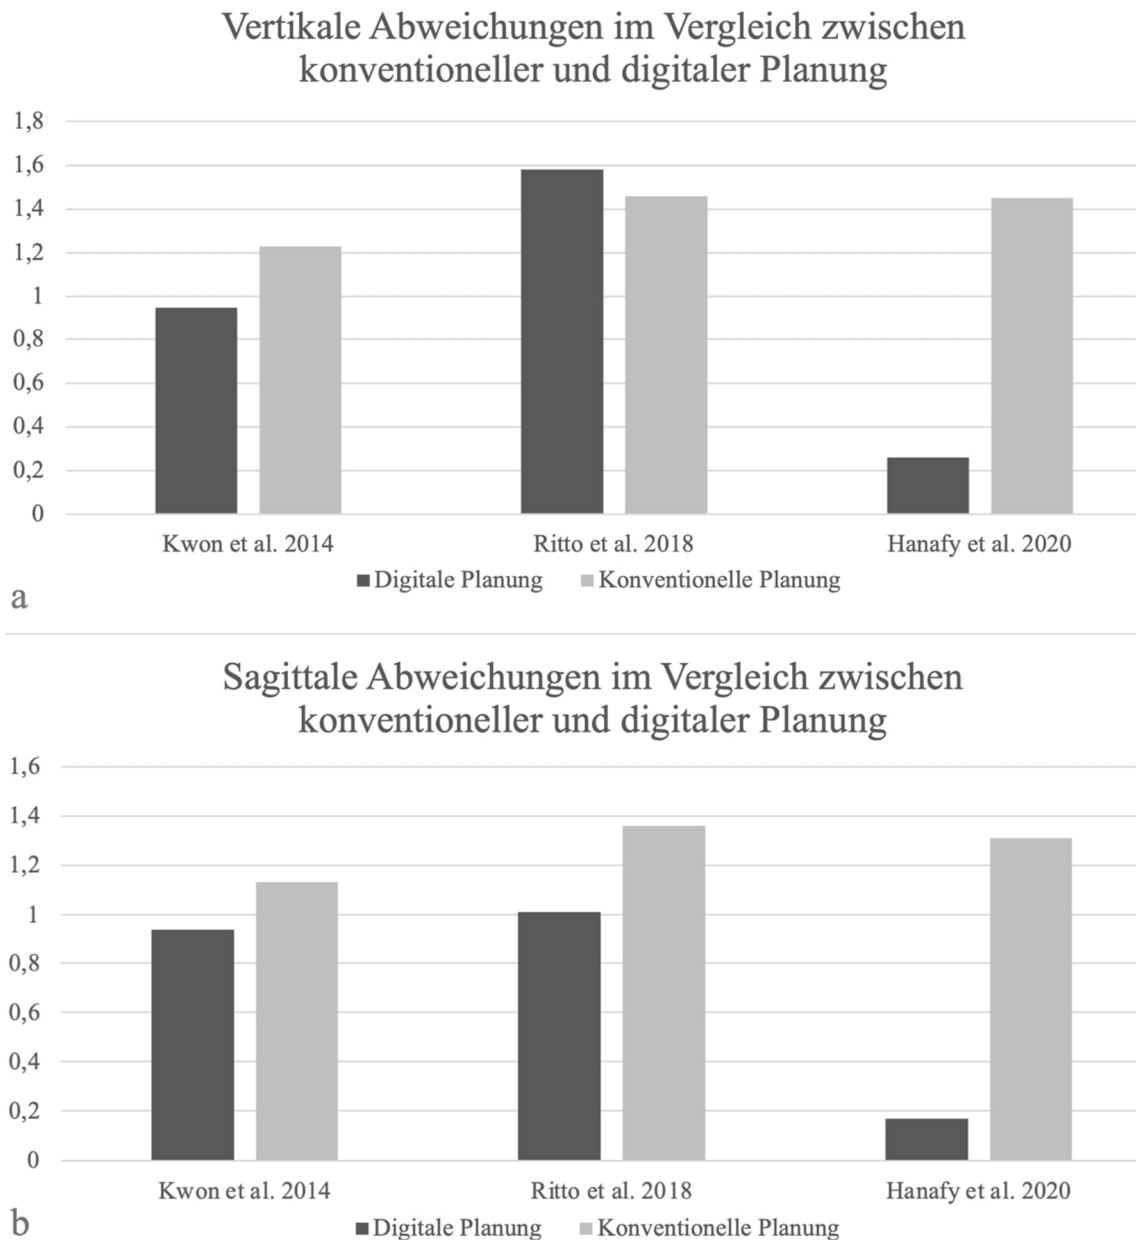 Vertikale Abweichungen im Vergleich zwischen
konventioneller und digitaler Planung
1,8
1,6
1,4
1,2
1
0,8
0,6
0,4
0,2
0
Kwon et al. 2014 Ritto et al. 2018 Hanafy et al. 2020
Digitale Planung Konventionelle Planung
a
Sagittale Abweichungen im Vergleich zwischen
konventioneller und digitaler Planung
1,6
1,4
1,2
1
0,8
0,6
0,4
0,2
0
Kwon et al. 2014 Ritto et al. 2018 Hanafy et al. 2020
Digitale Planung Konventionelle Planung
b